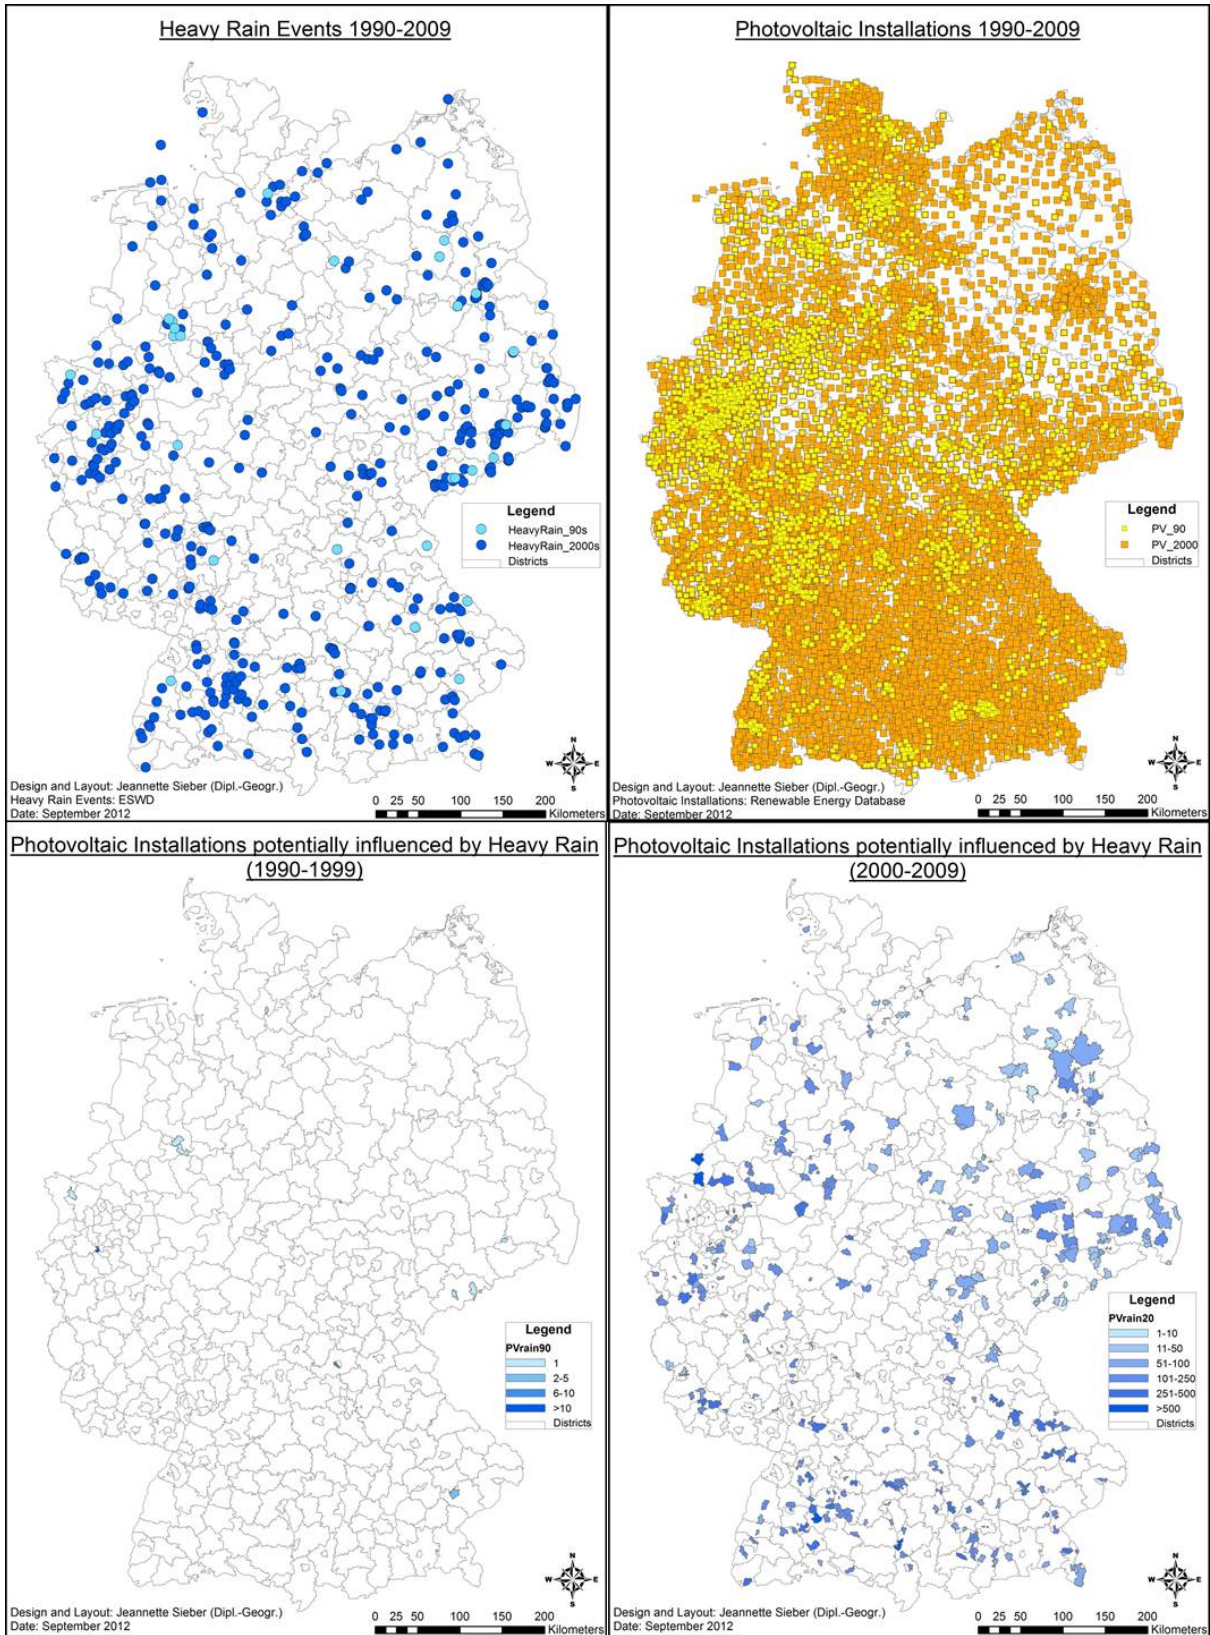 Heavy Rain Events 1990-2009
Legend
HeavyRain_90s
HeavyRain_2000s
Districts
N
W E
S
Design and Layout: Jeannette Sieber (Dipl.-Geogr.)
Heavy Rain Events: ESWD
Date: September 2012
0 25 50 100 150 200
Kilometers
Photovoltaic Installations 1990-2009
Legend
PV_90
PV_2000
Districts
N
W E
S
Design and Layout: Jeannette Sieber (Dipl.-Geogr.)
Photovoltaic Installations: Renewable Energy Database
Date: September 2012
0 25 50 100 150 200
Kilometers
Photovoltaic Installations potentially influenced by Heavy Rain
(1990-1999)
Legend
PVrain90
1
2-5
6-10
>10
Districts
N
W E
S
Design and Layout: Jeannette Sieber (Dipl.-Geogr.)
Date: September 2012
0 25 50 100 150 200
Kilometers
Photovoltaic Installations potentially influenced by Heavy Rain
(2000-2009)
Legend
PVrain20
1-10
11-50
51-100
101-250
251-500
>500
Districts
N
W E
S
Design and Layout: Jeannette Sieber (Dipl.-Geogr.)
Date: September 2012
0 25 50 100 150 200
Kilometers